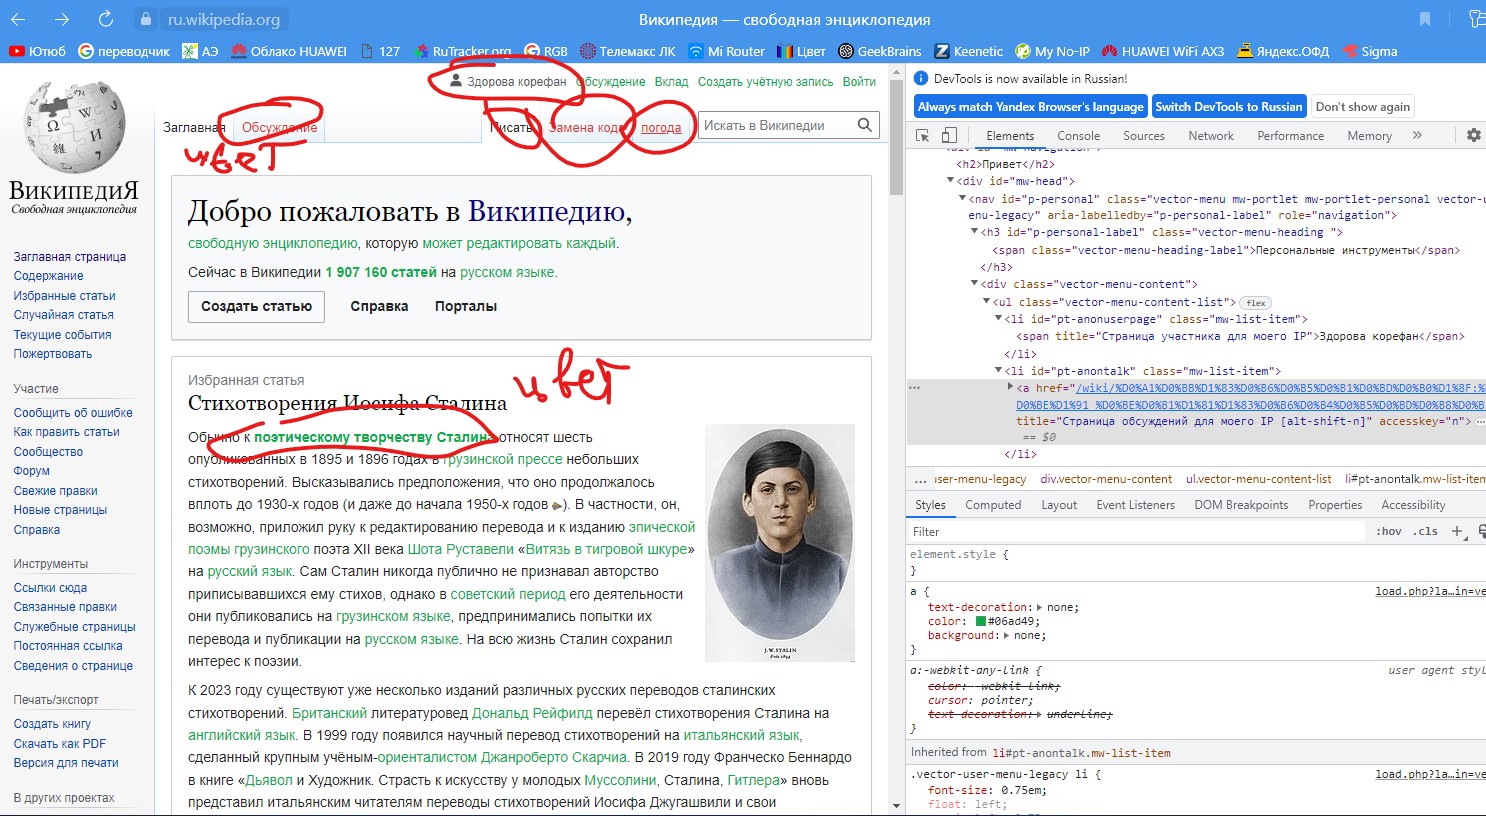 ru.wikipedia.org
Википедия — свободная энциклопедия
Ютюб переводчик АЭ Облако HUAWEI 127 RuTracker.org RGB Телемакс ЛК Mi Router Цвет GeekBrains Keenetic My No-IP HUAWEI WiFi AX3 Яндекс.ОФД Sigma
Здорова корефан Обсуждение Вклад Создать учётную запись Войти
Заглавная Обсуждение Писать Замена кода погода Искать в Википедии
цвет
ВИКИПЕДИЯ
Свободная энциклопедия
Заглавная страница
Содержание
Избранные статьи
Случайная статья
Текущие события
Пожертвовать
Участие
Сообщить об ошибке
Как править статьи
Сообщество
Форум
Свежие правки
Новые страницы
Справка
Инструменты
Ссылки сюда
Связанные правки
Служебные страницы
Постоянная ссылка
Сведения о странице
Печать/экспорт
Создать книгу
Скачать как PDF
Версия для печати
В других проектах
Добро пожаловать в Википедию,
свободную энциклопедию, которую может редактировать каждый.
Сейчас в Википедии 1 907 160 статей на русском языке.
Создать статью Справка Порталы
цвет
Избранная статья
Стихотворения Иосифа Сталина
Обычно к поэтическому творчеству Сталина относят шесть
опубликованных в 1895 и 1896 годах в грузинской прессе небольших
стихотворений. Высказывались предположения, что оно продолжалось
вплоть до 1930-х годов (и даже до начала 1950-х годов). В частности, он,
возможно, приложил руку к редактированию перевода и к изданию эпической
поэмы грузинского поэта XII века Шота Руставели «Витязь в тигровой шкуре»
на русский язык. Сам Сталин никогда публично не признавал авторство
приписывавшихся ему стихов, однако в советский период его деятельности
они публиковались на грузинском языке, предпринимались попытки их
перевода и публикации на русском языке. На всю жизнь Сталин сохранил
интерес к поэзии.
J.W.STALIN
Foto 1894
К 2023 году существуют уже несколько изданий различных русских переводов сталинских
стихотворений. Британский литературовед Дональд Рейфилд перевёл стихотворения Сталина на
английский язык. В 1999 году появился научный перевод стихотворений на итальянский язык,
сделанный крупным учёным-ориенталистом Джанроберто Скарчиа. В 2019 году Франческо Беннардо
в книге «Дьявол и Художник. Страсть к искусству у молодых Муссолини, Сталина, Гитлера» вновь
представил итальянским читателям переводы стихотворений Иосифа Джугашвили и свои
DevTools is now available in Russian!
Always match Yandex Browser's language Switch DevTools to Russian Don't show again
Elements Console Sources Network Performance Memory »
<h2>Привет</h2>
<div id="mw-head">
<nav id="p-personal" class="vector-menu mw-portlet mw-portlet-personal vector-u
enu-legacy" aria-labelledby="p-personal-label" role="navigation">
<h3 id="p-personal-label" class="vector-menu-heading ">
<span class="vector-menu-heading-label">Персональные инструменты</span>
</h3>
<div class="vector-menu-content">
<ul class="vector-menu-content-list"> flex
<li id="pt-anonuserpage" class="mw-list-item">
<span title="Страница участника для моего IP">Здорова корефан</span>
</li>
<li id="pt-anontalk" class="mw-list-item">
<a href="/wiki/%D0%A1%D0%BB%D1%83%D0%B6%D0%B5%D0%B1%D0%BD%D0%B0%D1%8F:%
D0%BE%D1%91_%D0%BE%D0%B1%D1%81%D1%83%D0%B6%D0%B4%D0%B5%D0%BD%D0%B8%D0%B
title="Страница обсуждений для моего IP [alt-shift-n]" accesskey="n">
== $0
</li>
... user-menu-legacy div.vector-menu-content ul.vector-menu-content-list li#pt-anontalk.mw-list-item
Styles Computed Layout Event Listeners DOM Breakpoints Properties Accessibility
Filter :hov .cls +
element.style {
}
a { load.php?la…in=ve
text-decoration: none;
color: #06ad49;
background: none;
}
a:-webkit-any-link { user agent styl
color: -webkit-link;
cursor: pointer;
text-decoration: underline;
}
Inherited from li#pt-anontalk.mw-list-item
.vector-user-menu-legacy li { load.php?la…in=ve
font-size: 0.75em;
float: left;